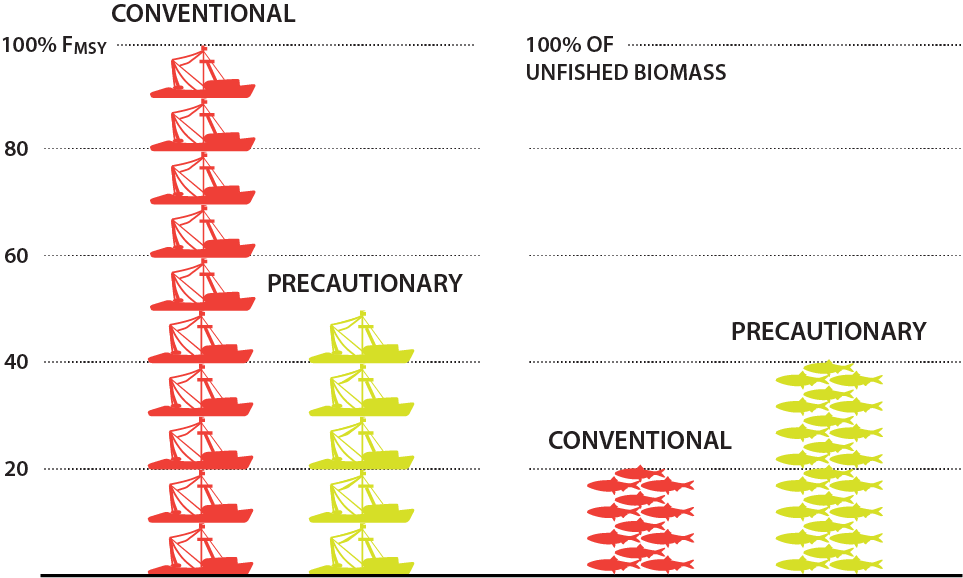 CONVENTIONAL
100% FMSY
80
60
40
20
PRECAUTIONARY
100% OF
UNFISHED BIOMASS
PRECAUTIONARY
CONVENTIONAL